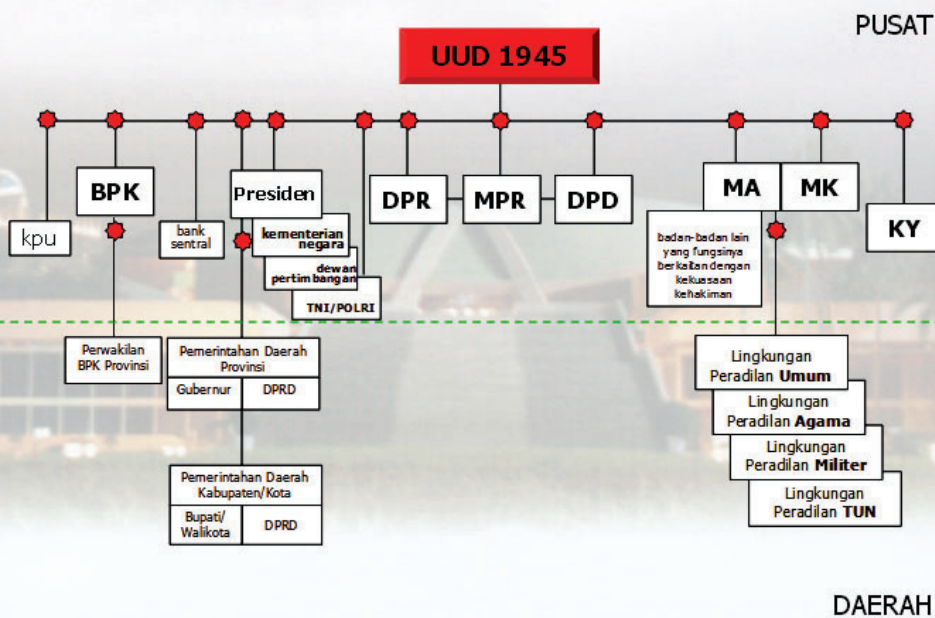 PUSAT
UUD 1945
kpu
BPK
bank
sentral
Presiden
kementerian
negara
dewan
pertimbangan
TNI/POLRI
DPR
MPR
DPD
MA
MK
KY
badan-badan lain
yang fungsinya
berkaitan dengan
kekuasaan
kehakiman
Perwakilan
BPK Provinsi
Pemerintahan Daerah
Provinsi
Gubernur
DPRD
Pemerintahan Daerah
Kabupaten/Kota
Bupati/
Walikota
DPRD
Lingkungan
Peradilan Umum
Lingkungan
Peradilan Agama
Lingkungan
Peradilan Militer
Lingkungan
Peradilan TUN
DAERAH